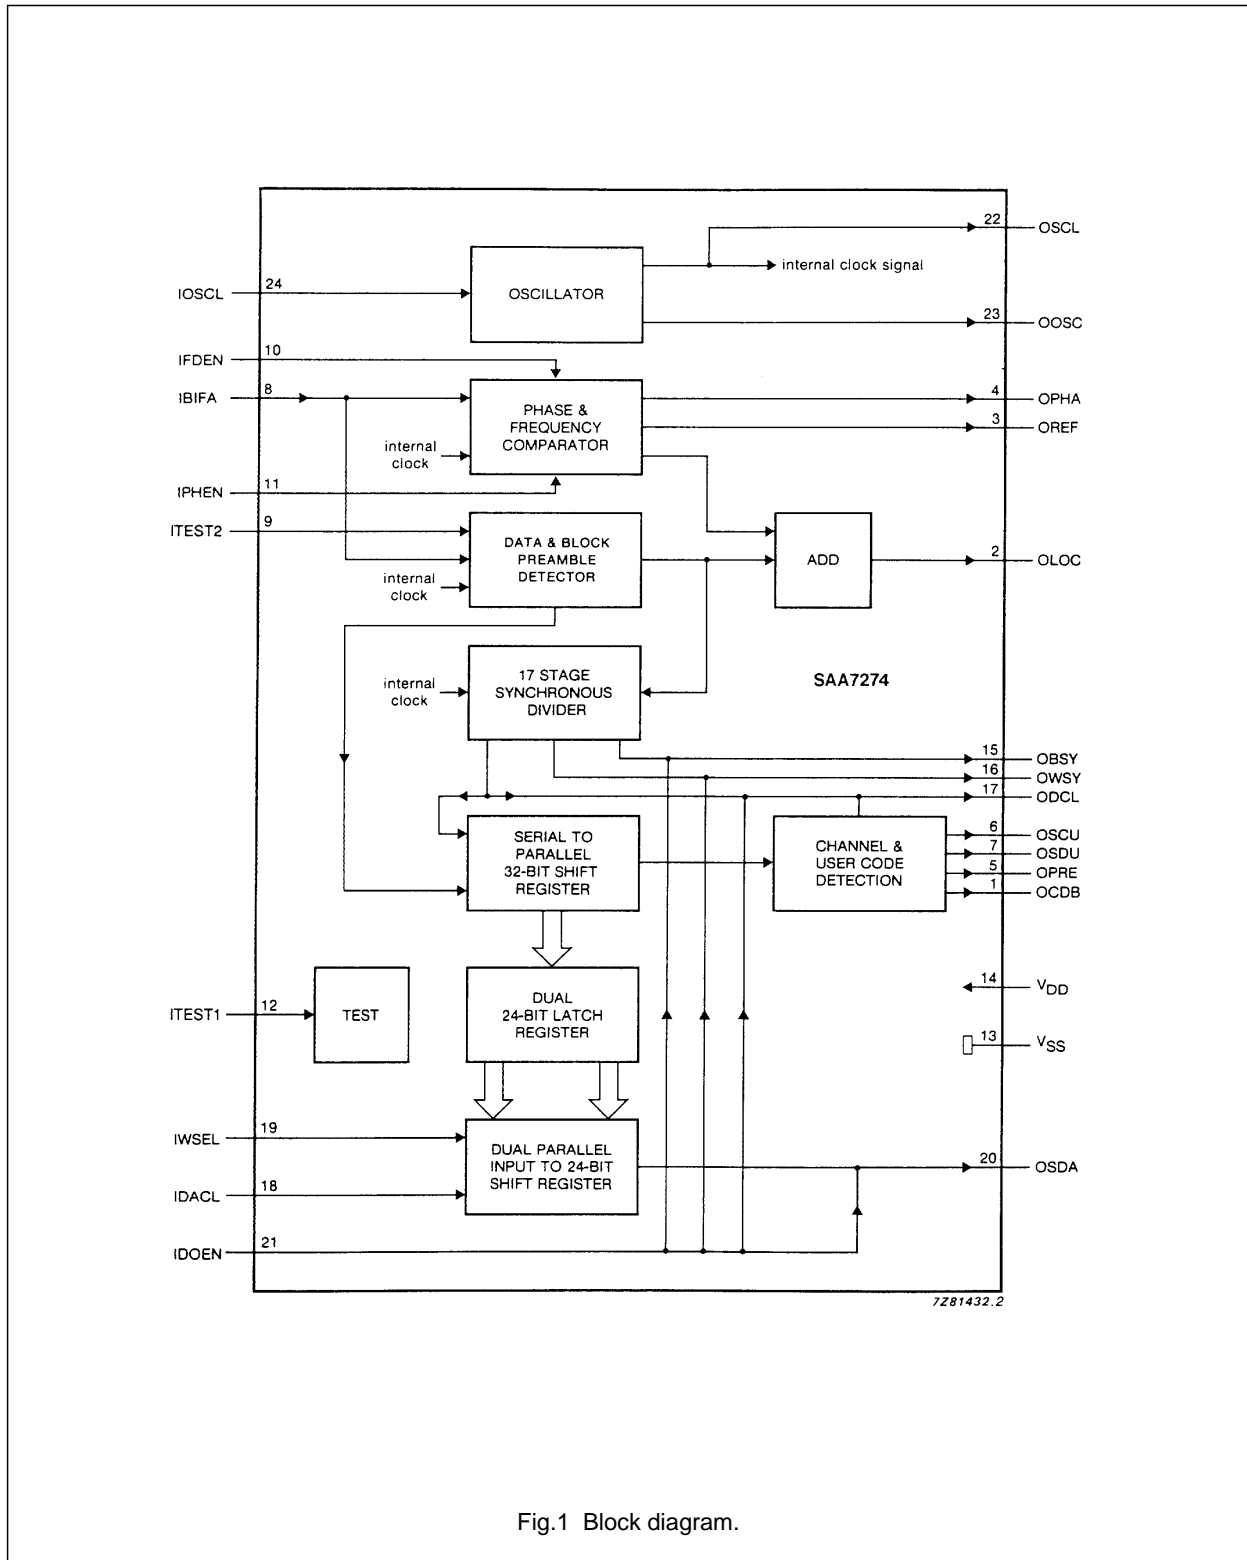 22
OSCL
internal clock signal
IOSCL
24
OSCILLATOR
23
OOSC
IFDEN
10
IBIFA
8
PHASE &
FREQUENCY
COMPARATOR
4
OPHA
3
OREF
internal
clock
IPHEN
11
ITEST2
9
DATA & BLOCK
PREAMBLE
DETECTOR
ADD
2
OLOC
internal
clock
17 STAGE
SYNCHRONOUS
DIVIDER
internal
clock
SAA7274
15
OBSY
16
OWSY
17
ODCL
SERIAL TO
PARALLEL
32-BIT SHIFT
REGISTER
CHANNEL &
USER CODE
DETECTION
6
OSCU
7
OSDU
5
OPRE
1
OCDB
14
VDD
ITEST1
12
TEST
DUAL
24-BIT LATCH
REGISTER
13
VSS
IWSEL
19
DUAL PARALLEL
INPUT TO 24-BIT
SHIFT REGISTER
20
OSDA
IDACL
18
IDOEN
21
7Z81432.2
Fig.1 Block diagram.